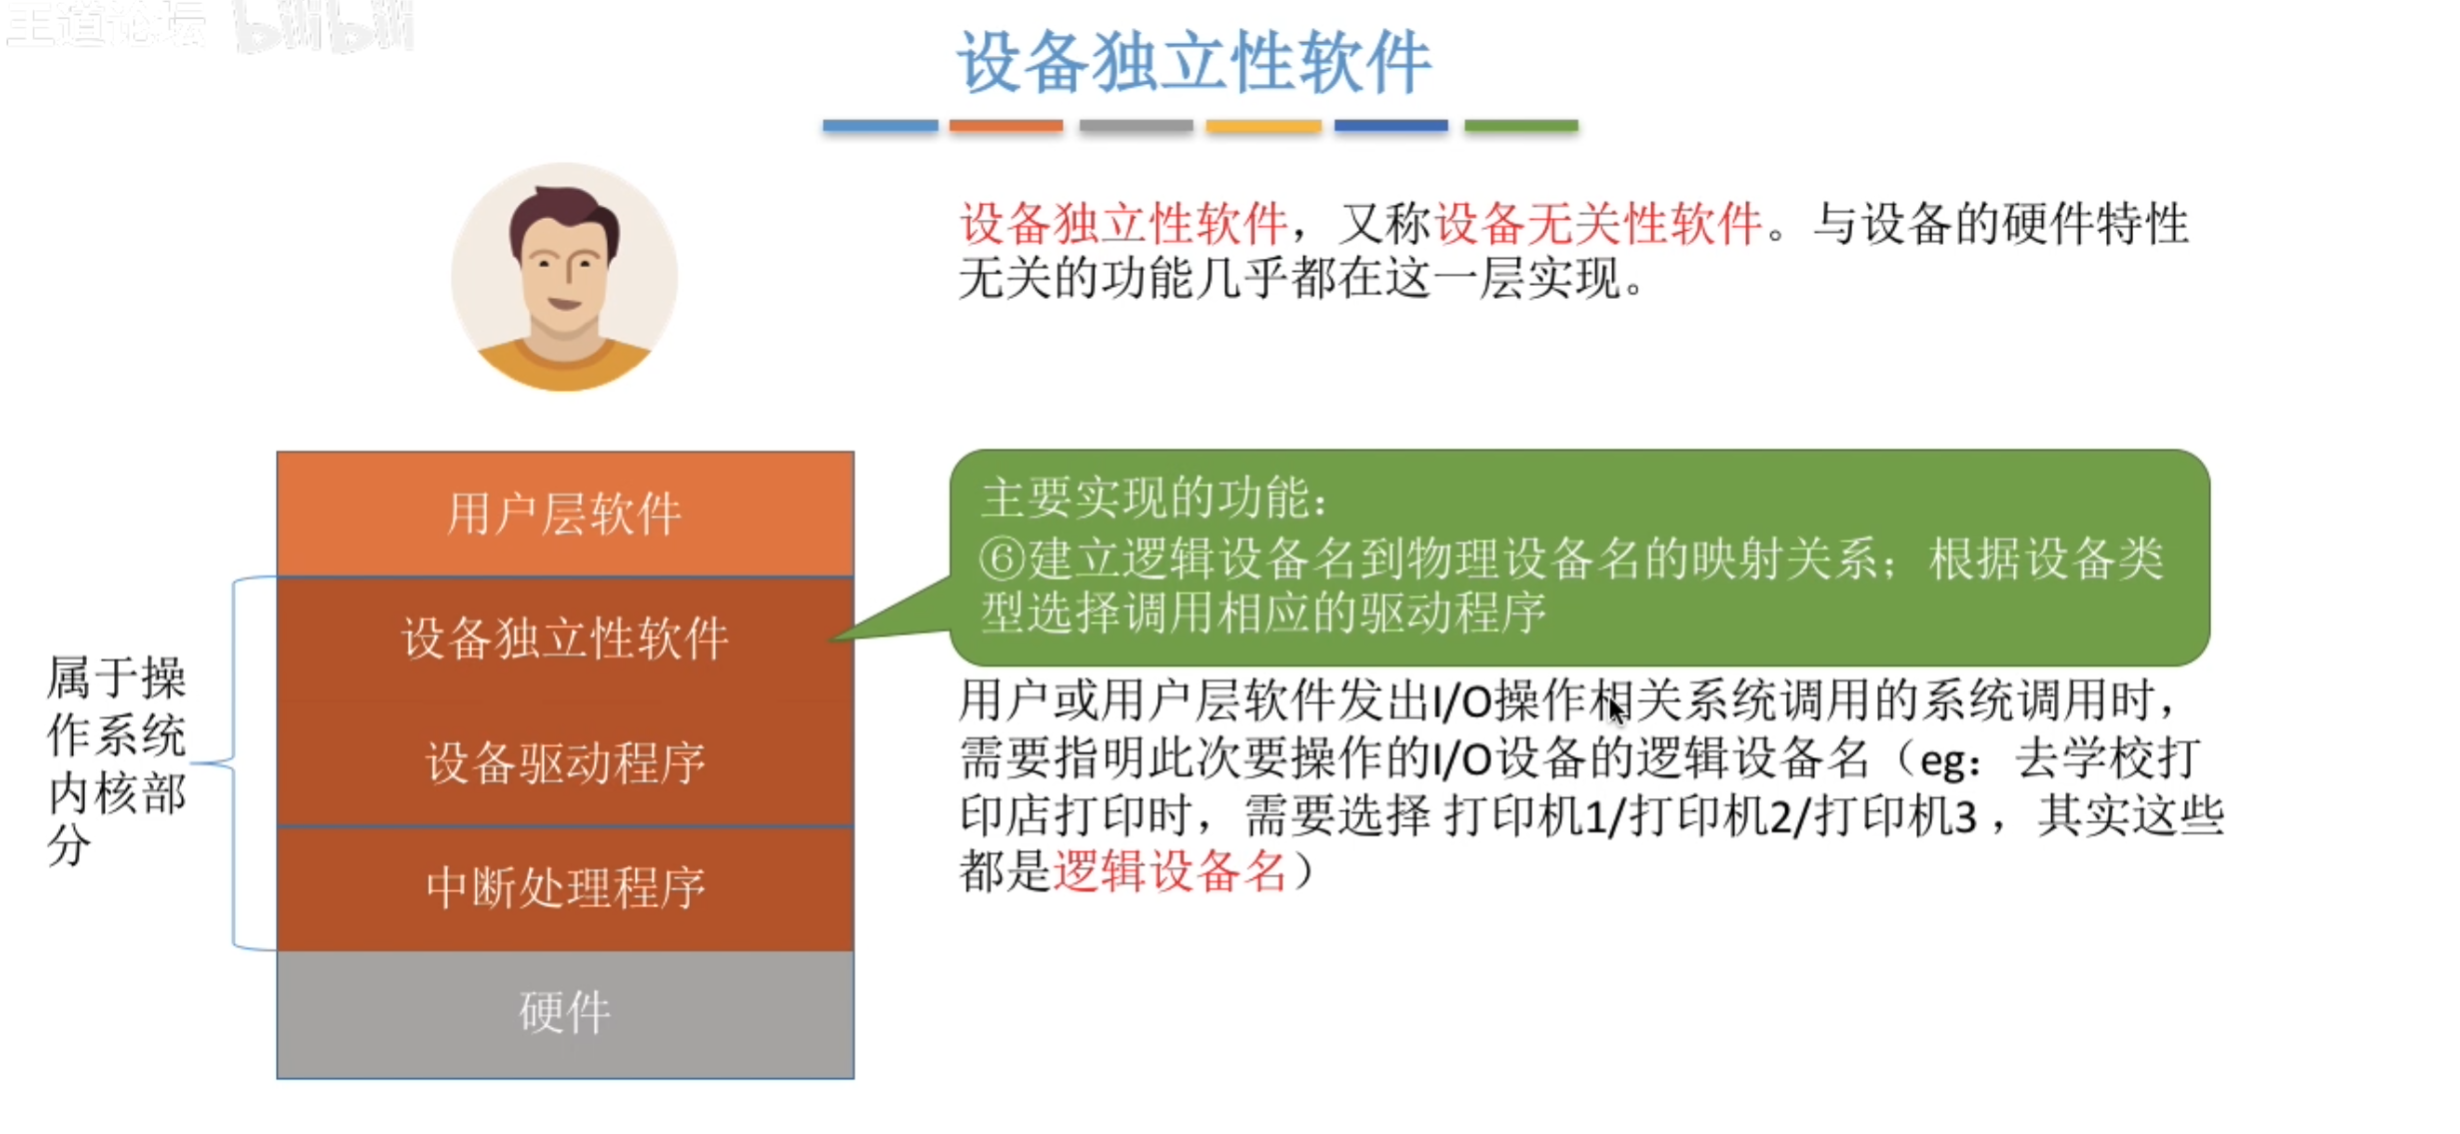 王道论坛 bilibili
设备独立性软件
设备独立性软件，又称设备无关性软件。与设备的硬件特性
无关的功能几乎都在这一层实现。
用户层软件
设备独立性软件
设备驱动程序
中断处理程序
硬件
属于操
作系统
内核部
分
主要实现的功能：
⑥建立逻辑设备名到物理设备名的映射关系；根据设备类
型选择调用相应的驱动程序
用户或用户层软件发出I/O操作相关系统调用的系统调用时，
需要指明此次要操作的I/O设备的逻辑设备名（eg：去学校打
印店打印时，需要选择 打印机1/打印机2/打印机3 ，其实这些
都是逻辑设备名）